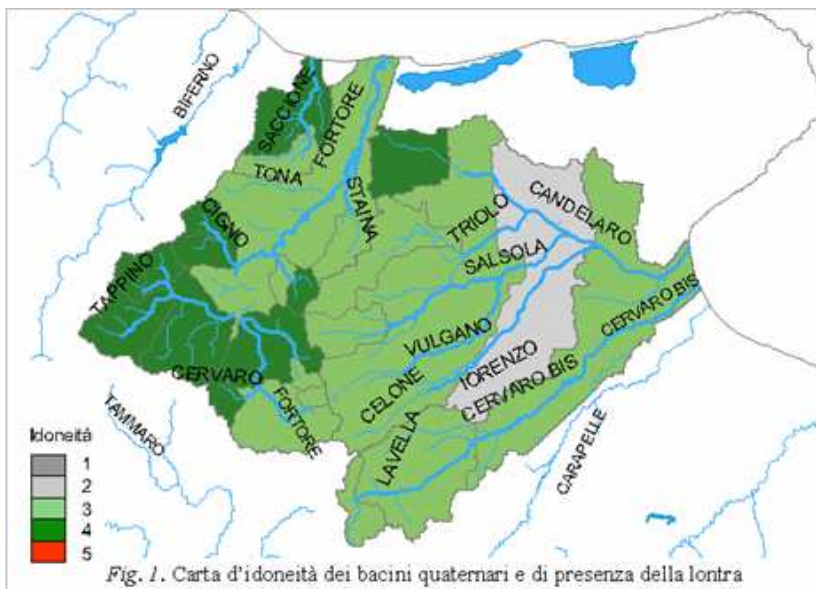 BIFERNO
SACCIONE
FORTORE
TONA
STAINA
CIGNO
TAPPINO
CERVARO
FORTORE
TAMMARO
TRIOLO
CANDELARO
SALSOLA
VULGANO
CELONE
IORENZO
CERVARO BIS
CERVARO BIS
LAVELLA
CARAPELLE
Idoneità
1
2
3
4
5
Fig. 1. Carta d'idoneità dei bacini quaternari e di presenza della lontra